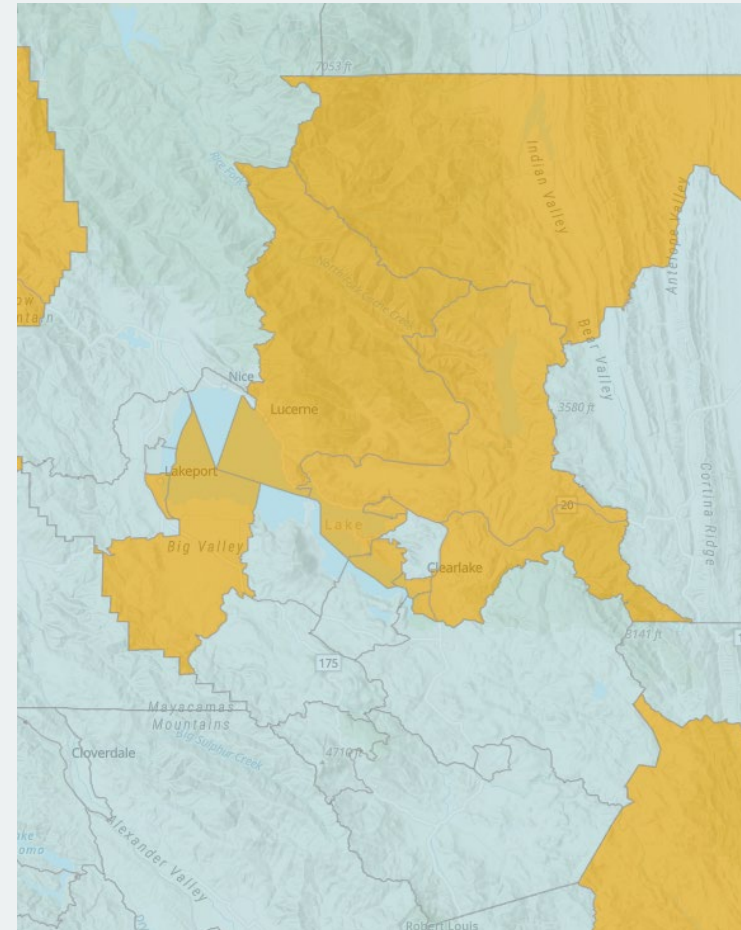 7053 ft
Indian Valley
Antelope Valley
Bear Valley
Nice
3580 ft
Lucerne
Lakeport
Cortina Ridge
20
Lake
Big Valley
Clearlake
3141 ft
175
Mayacamas
Mountains
Big Sulphur Creek
4710 ft
Cloverdale
Alexander Valley
Robert Louis